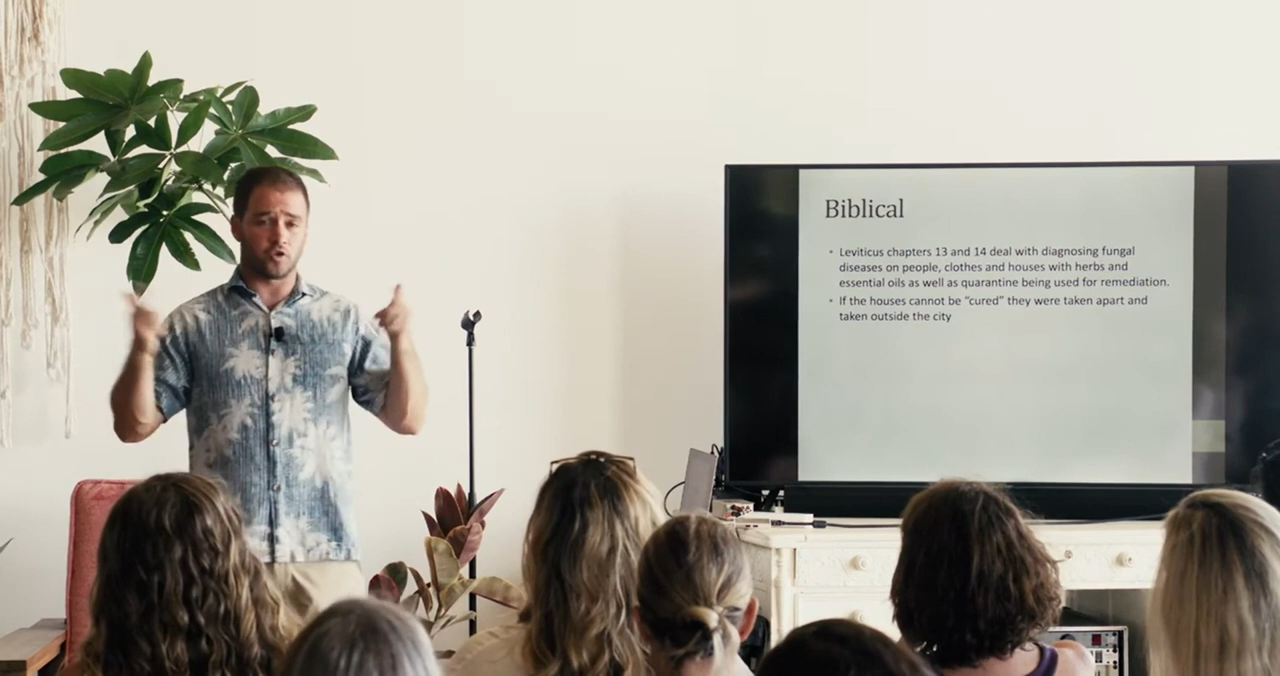 Biblical
• Leviticus chapters 13 and 14 deal with diagnosing fungal
diseases on people, clothes and houses with herbs and
essential oils as well as quarantine being used for remediation.
• If the houses cannot be “cured” they were taken apart and
taken outside the city